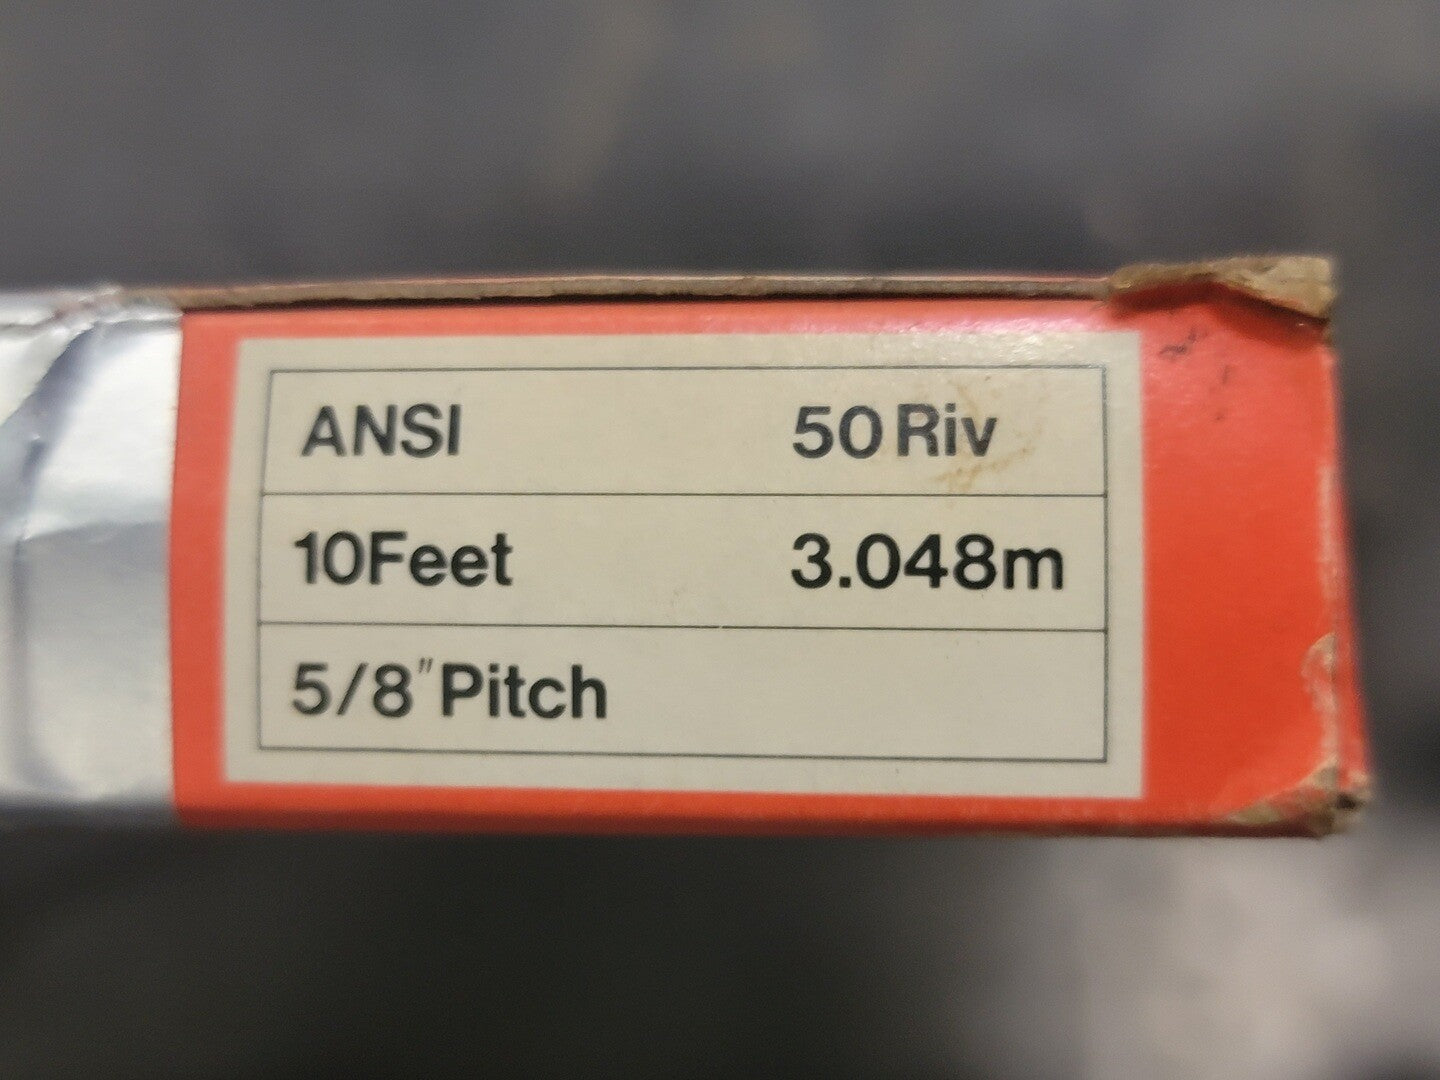 ANSI 50 Riv
10Feet 3.048m
5/8" Pitch